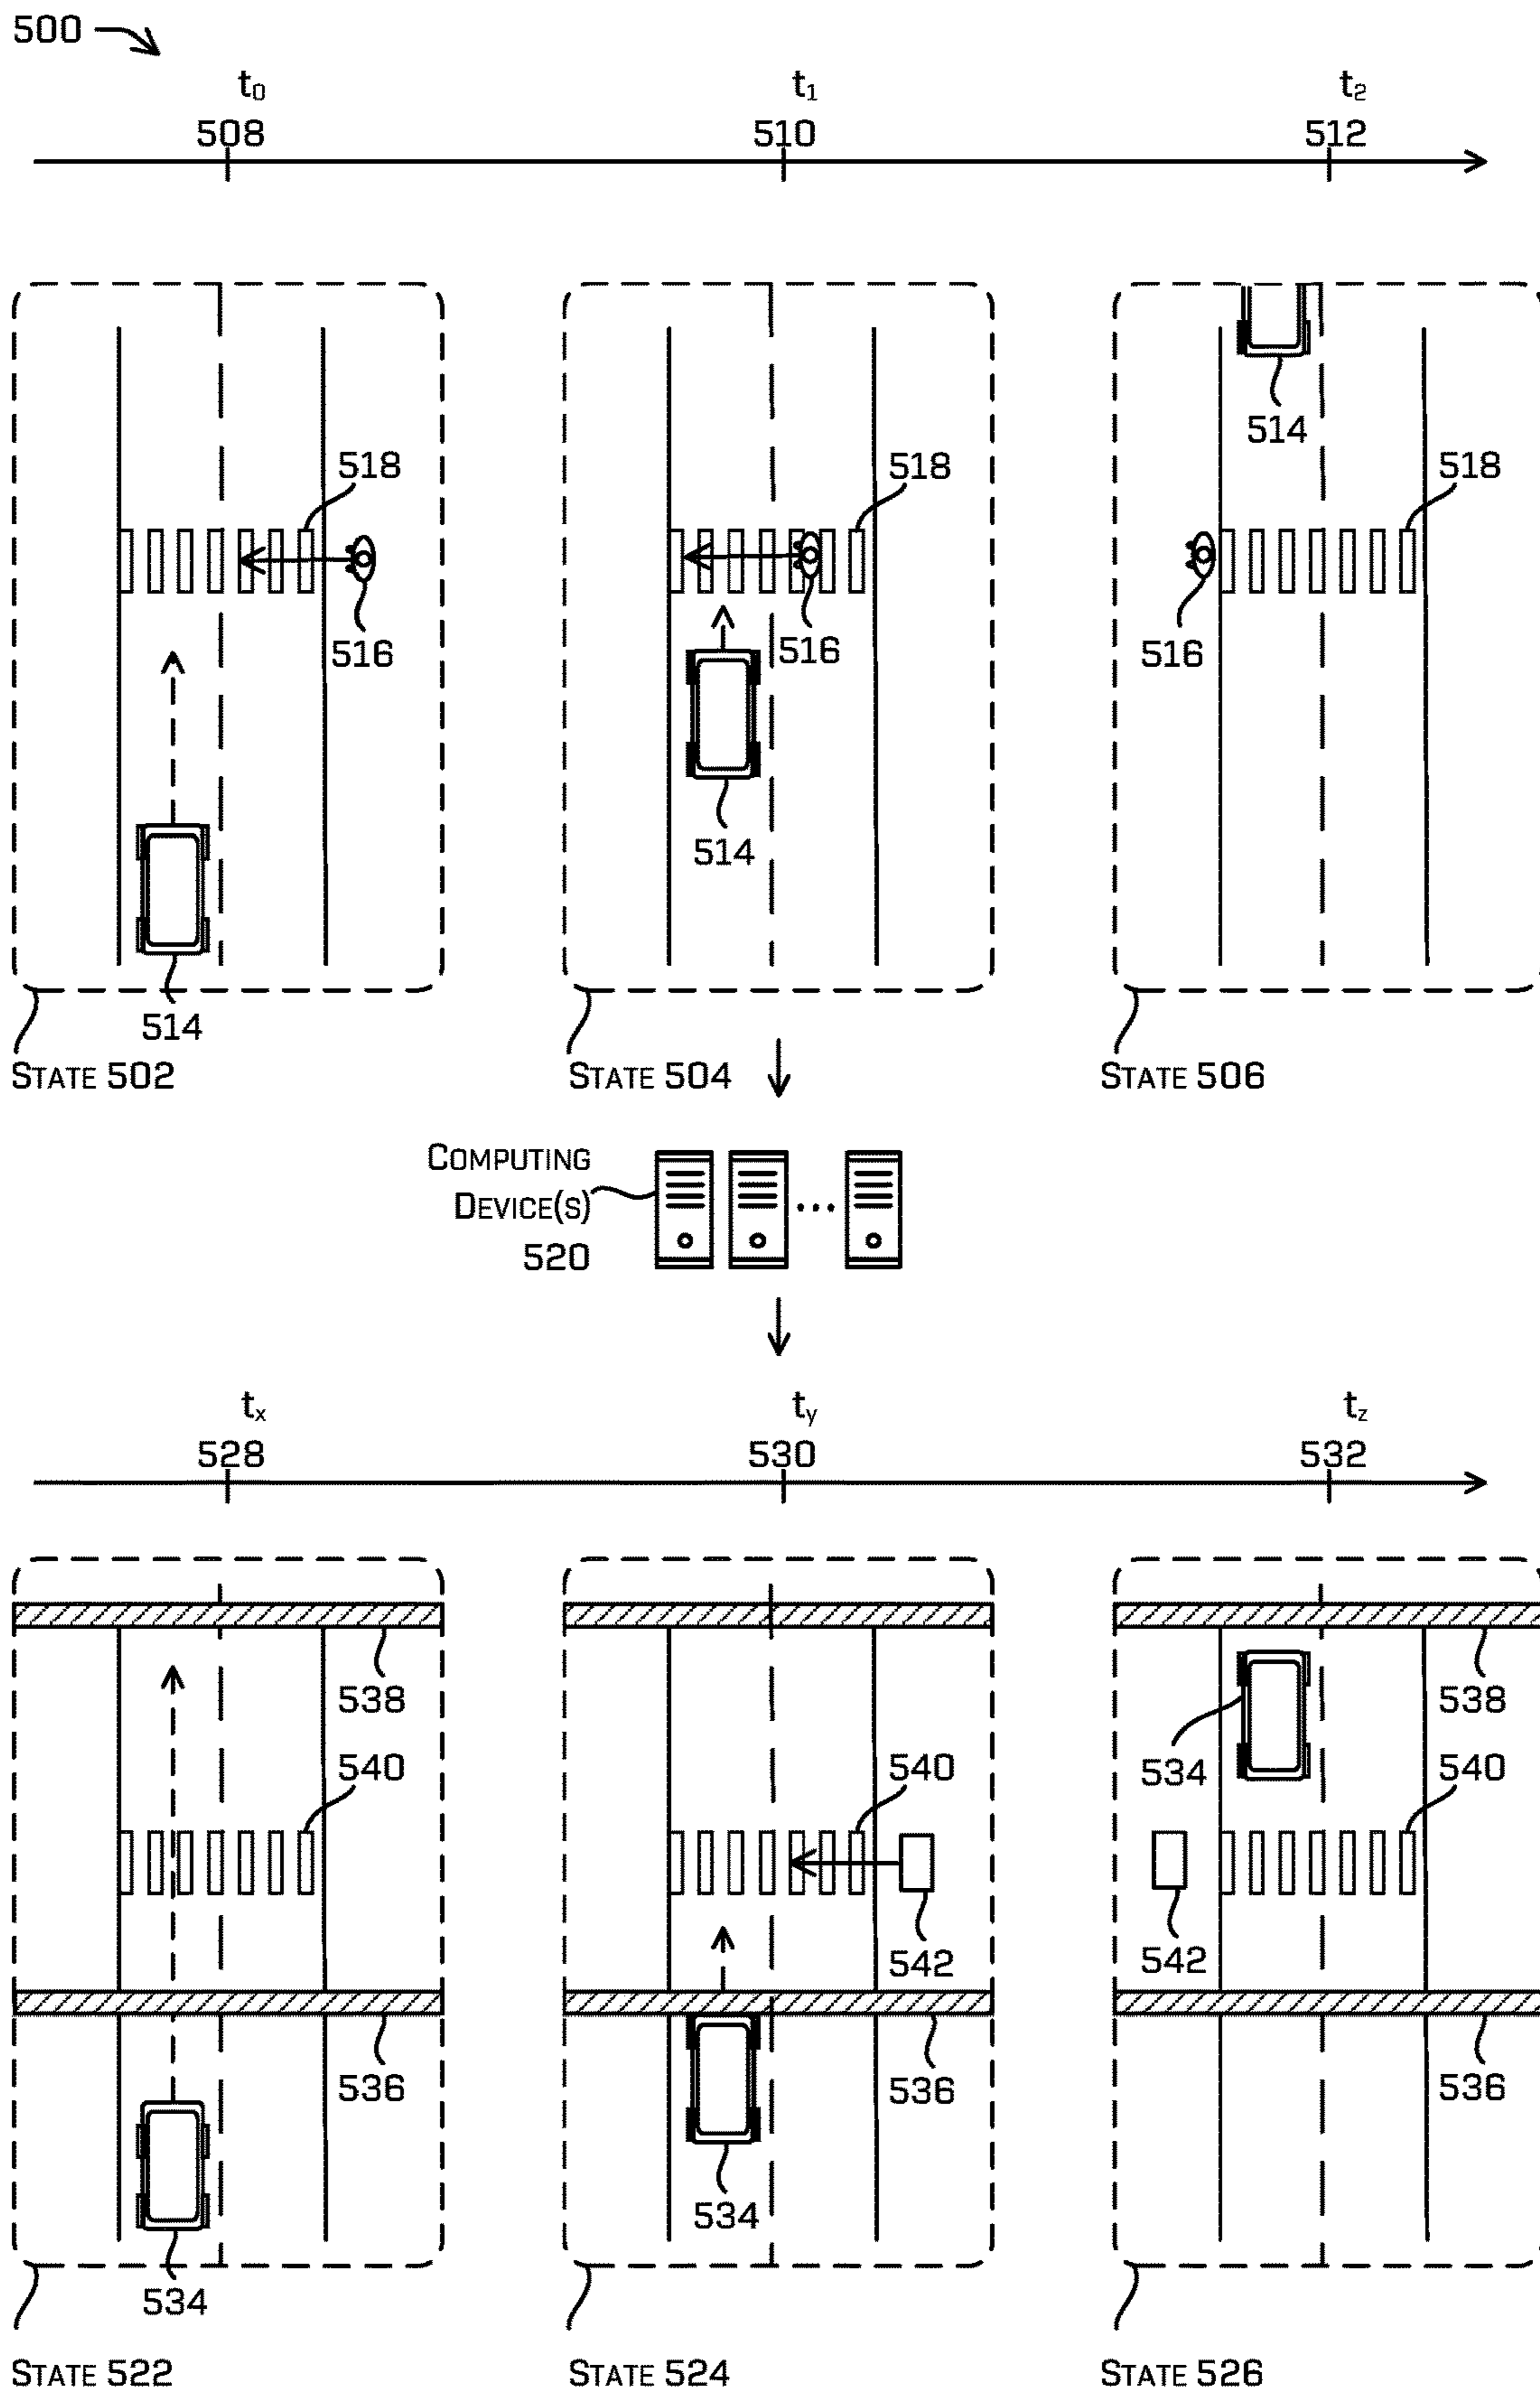 500
t₀
t₁
t₂
508
510
512
518
518
518
514
516
516
516
514
514
STATE 502
STATE 504
STATE 506
COMPUTING
DEVICE(S)
520
tₓ
t_y
t_z
528
530
532
538
538
540
540
534
540
542
542
536
536
536
534
534
STATE 522
STATE 524
STATE 526